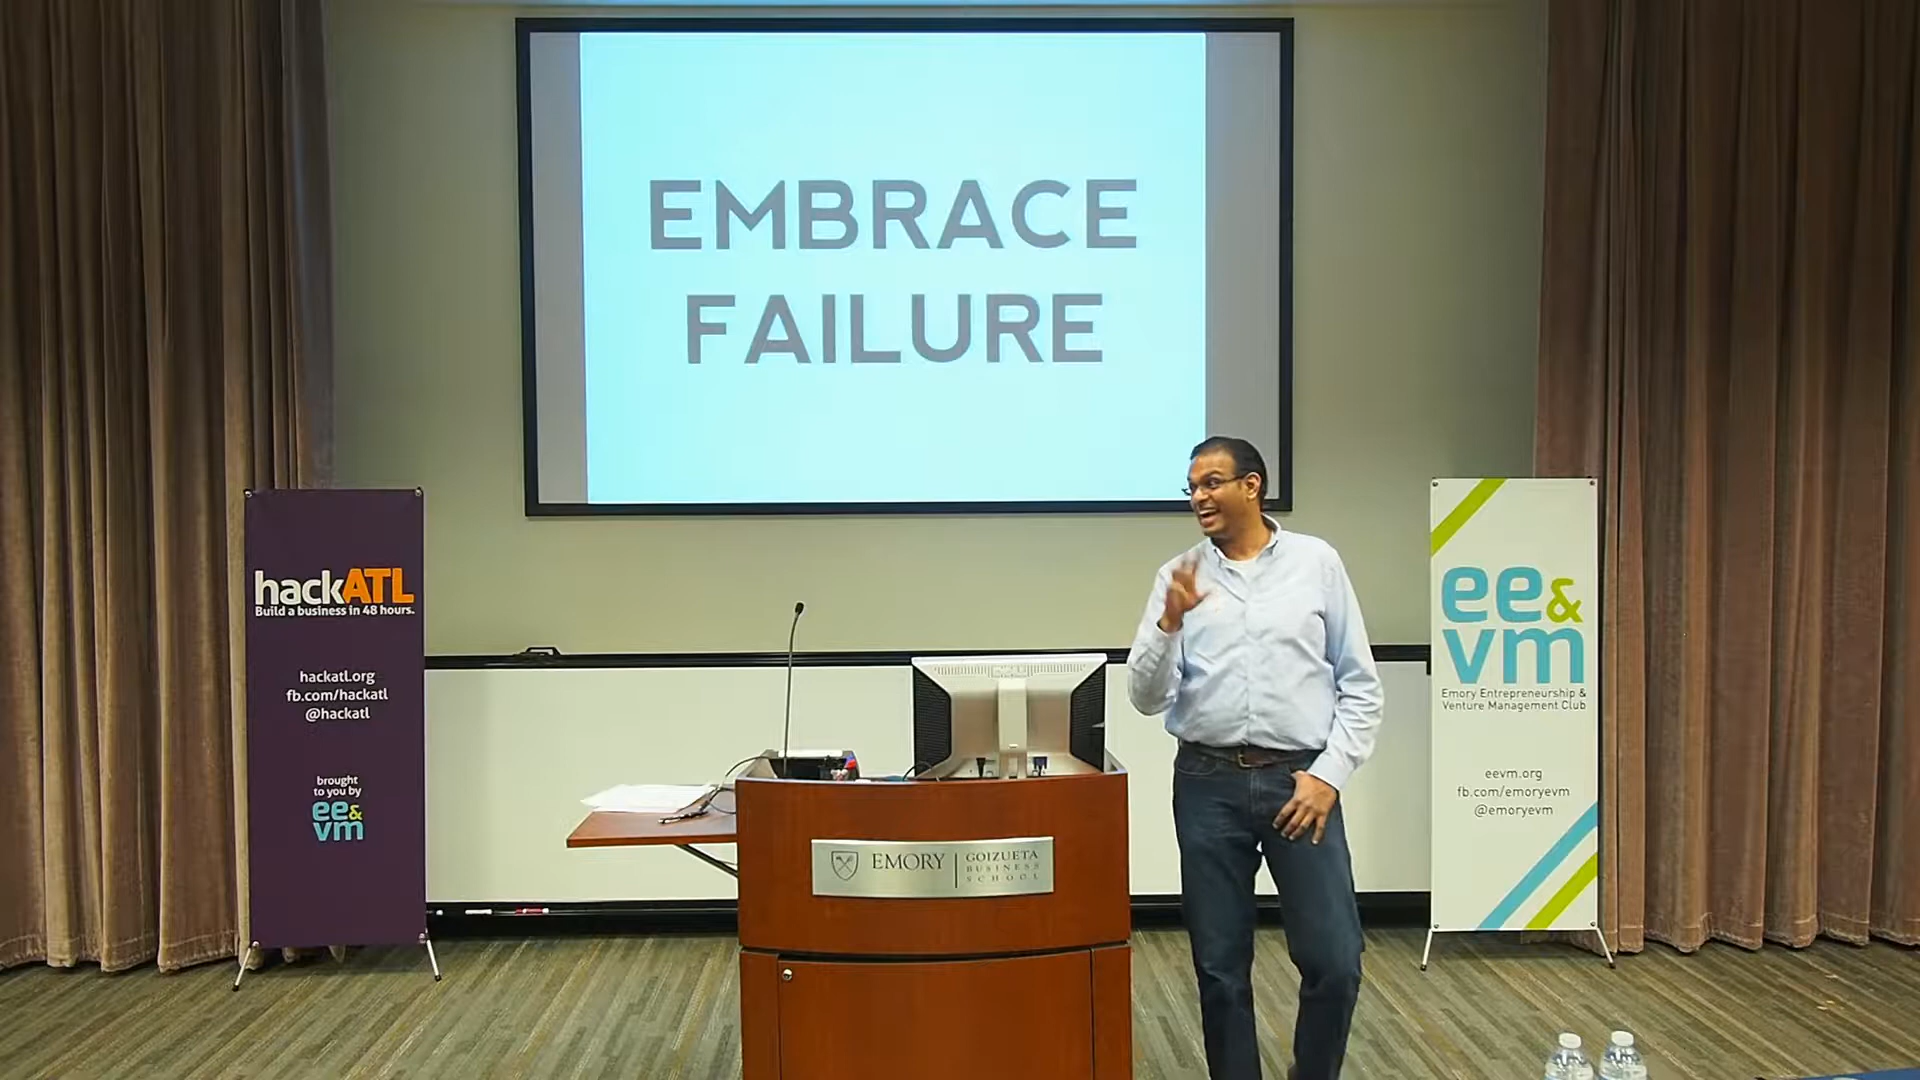 EMBRACE
FAILURE
hackATL
Build a business in 48 hours.
hackatl.org
fb.com/hackatl
@hackatl
brought
to you by
ee&
vm
EMORY
GOIZUETA
BUSINESS
SCHOOL
ee&
vm
Emory Entrepreneurship &
Venture Management Club
eevm.org
fb.com/emoryevm
@emoryevm